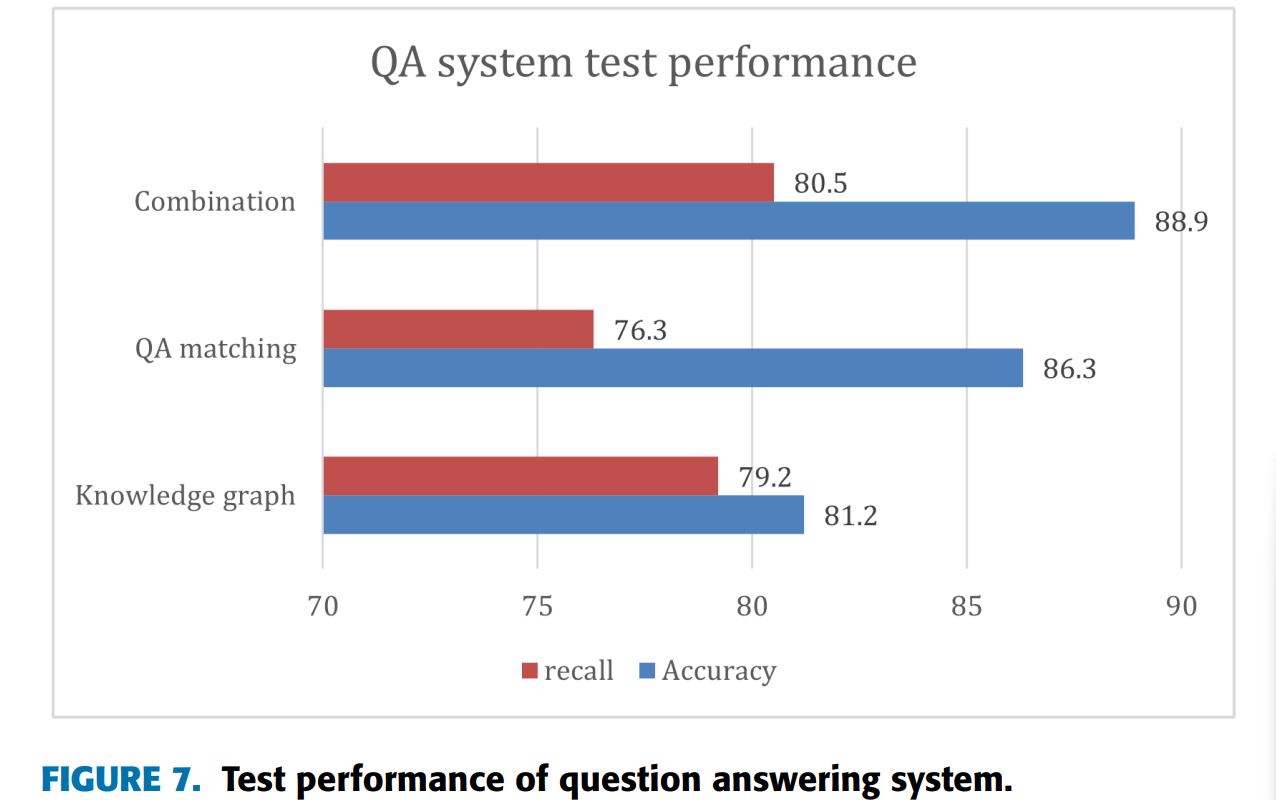 QA system test performance
Combination
80.5
88.9
QA matching
76.3
86.3
Knowledge graph
79.2
81.2
70 75 80 85 90
recall Accuracy
FIGURE 7. Test performance of question answering system.